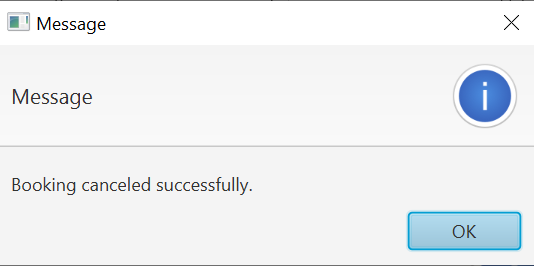 Message
Message
i
Booking canceled successfully.
OK